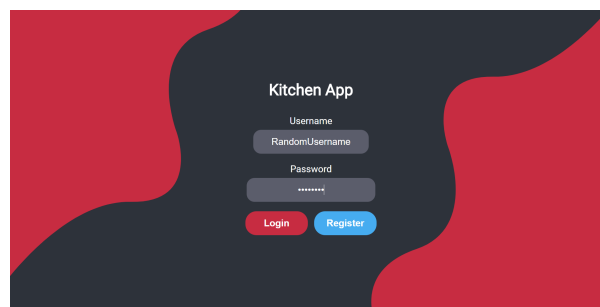 Kitchen App
Username
RandomUsername
Password
••••••••
Login
Register